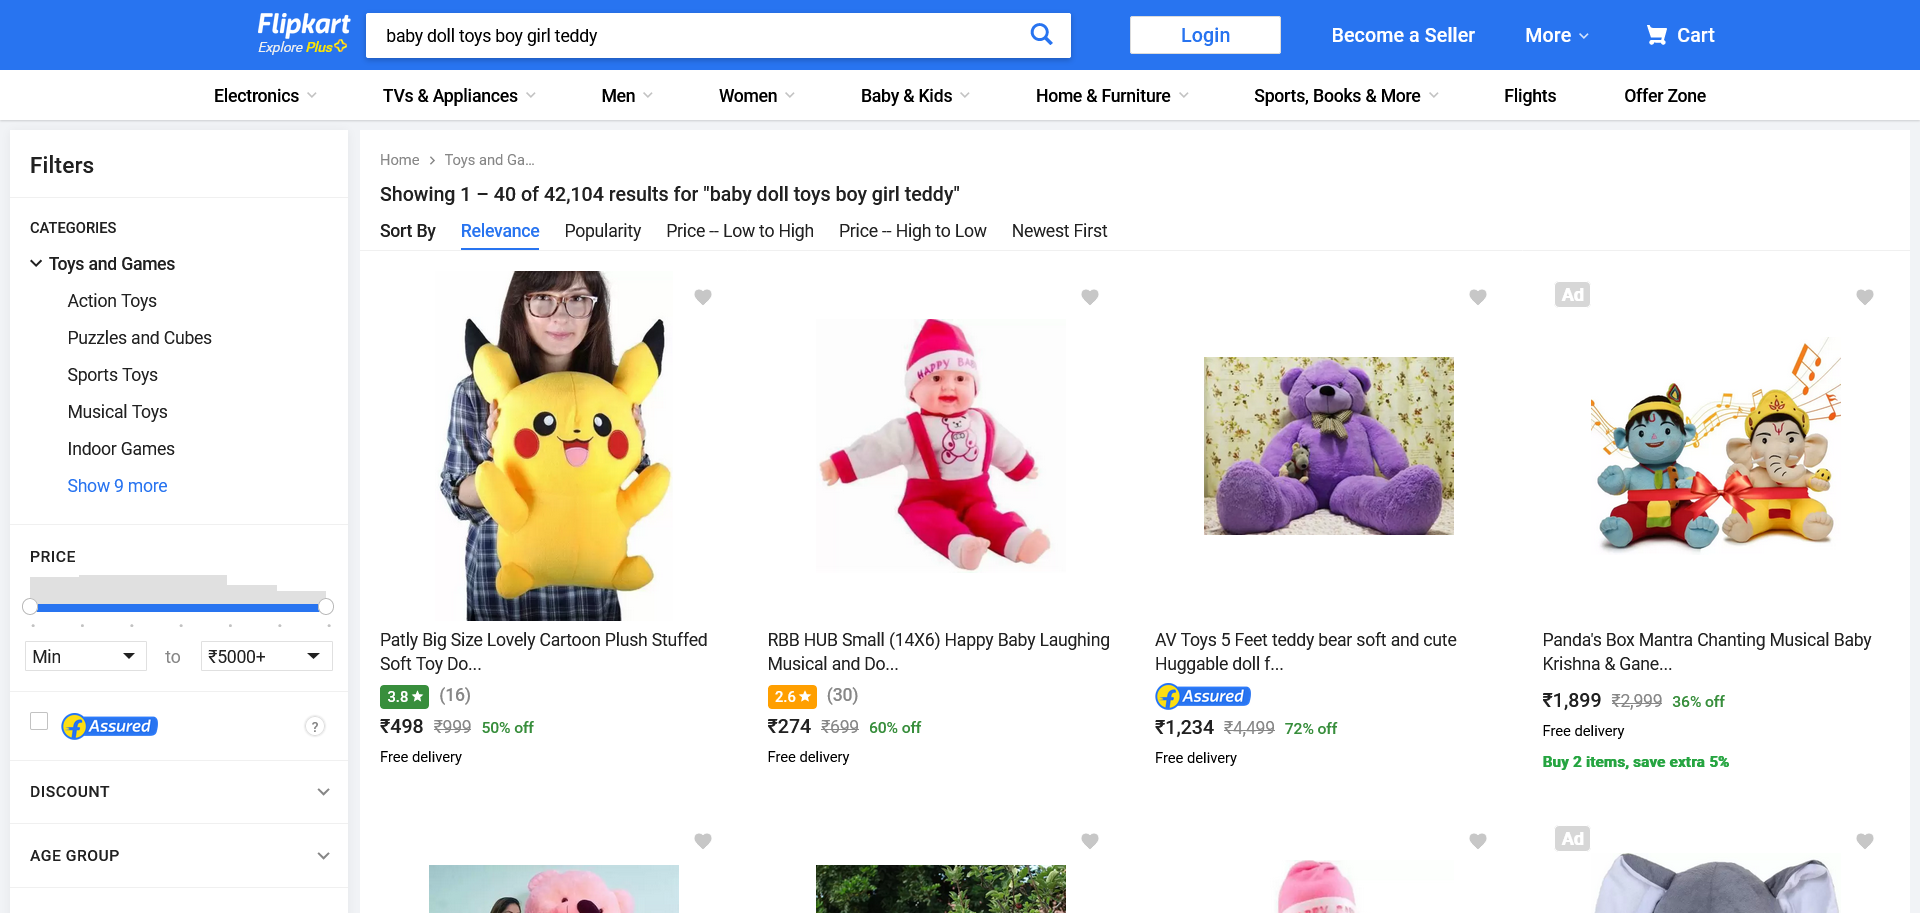 Flipkart
Explore Plus
baby doll toys boy girl teddy
Login
Become a Seller
More
Cart
Electronics
TVs & Appliances
Men
Women
Baby & Kids
Home & Furniture
Sports, Books & More
Flights
Offer Zone
Filters
CATEGORIES
Toys and Games
Action Toys
Puzzles and Cubes
Sports Toys
Musical Toys
Indoor Games
Show 9 more
PRICE
Min
to
₹5000+
Assured
?
DISCOUNT
AGE GROUP
Home
Toys and Ga...
Showing 1 – 40 of 42,104 results for "baby doll toys boy girl teddy"
Sort By
Relevance
Popularity
Price -- Low to High
Price -- High to Low
Newest First
Patly Big Size Lovely Cartoon Plush Stuffed
Soft Toy Do...
3.8
(16)
₹498 ₹999 50% off
Free delivery
HAPPY BABY
RBB HUB Small (14X6) Happy Baby Laughing
Musical and Do...
2.6
(30)
₹274 ₹699 60% off
Free delivery
AV Toys 5 Feet teddy bear soft and cute
Huggable doll f...
Assured
₹1,234 ₹4,499 72% off
Free delivery
Ad
Panda's Box Mantra Chanting Musical Baby
Krishna & Gane...
₹1,899 ₹2,999 36% off
Free delivery
Buy 2 items, save extra 5%
Ad